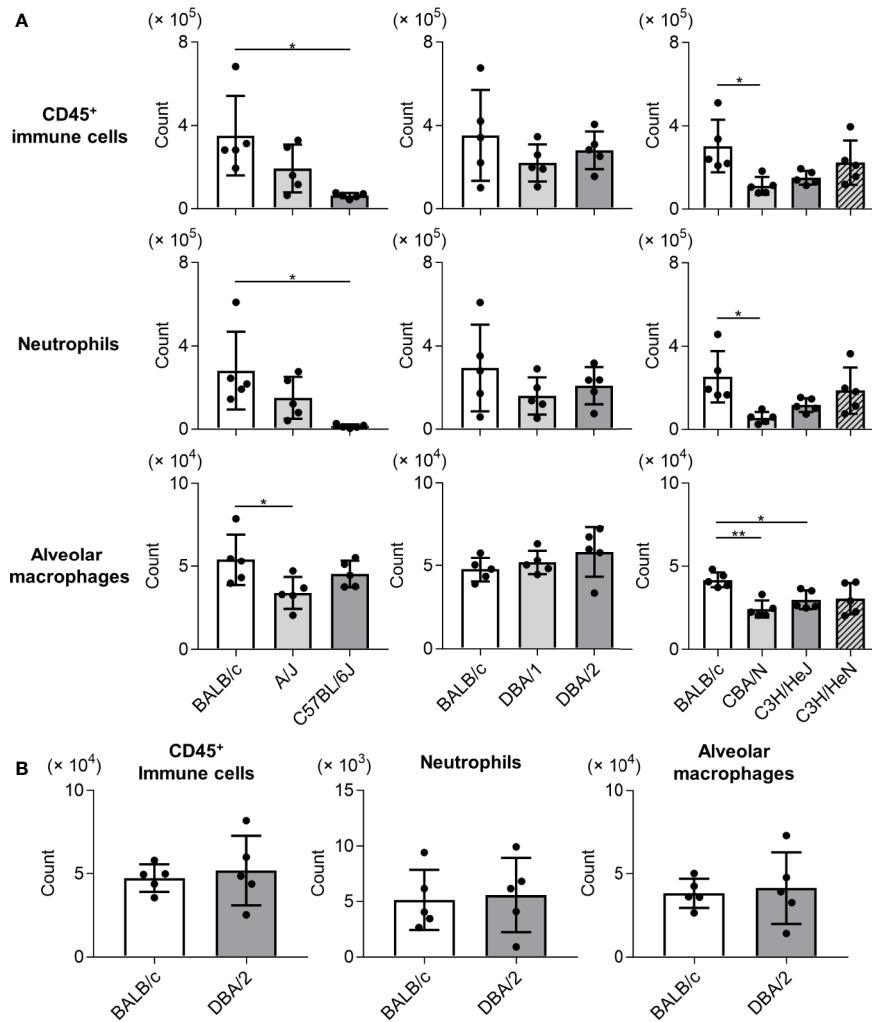 A
(× 10⁵)
(× 10⁵)
(× 10⁵)
CD45⁺
immune cells
Count
8
4
0
*
Count
8
4
0
Count
8
4
0
*
(× 10⁵)
(× 10⁵)
(× 10⁵)
Neutrophils
Count
8
4
0
*
Count
8
4
0
Count
8
4
0
*
(× 10⁴)
(× 10⁴)
(× 10⁴)
Alveolar
macrophages
Count
10
5
0
*
Count
10
5
0
Count
10
5
0
*
**
BALB/c
A/J
C57BL/6J
BALB/c
DBA/1
DBA/2
BALB/c
CBA/N
C3H/HeJ
C3H/HeN
B
(× 10⁴)
CD45⁺
Immune cells
Count
10
5
0
BALB/c
DBA/2
(× 10³)
Neutrophils
Count
15
10
5
0
BALB/c
DBA/2
(× 10⁴)
Alveolar
macrophages
Count
10
5
0
BALB/c
DBA/2